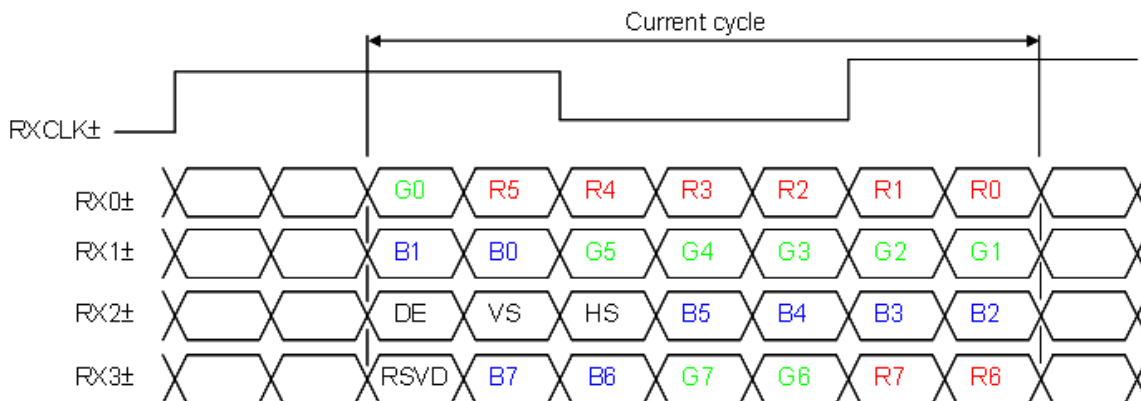 Current cycle
RXCLK±
RX0± G0 R5 R4 R3 R2 R1 R0
RX1± B1 B0 G5 G4 G3 G2 G1
RX2± DE VS HS B5 B4 B3 B2
RX3± RSVD B7 B6 G7 G6 R7 R6